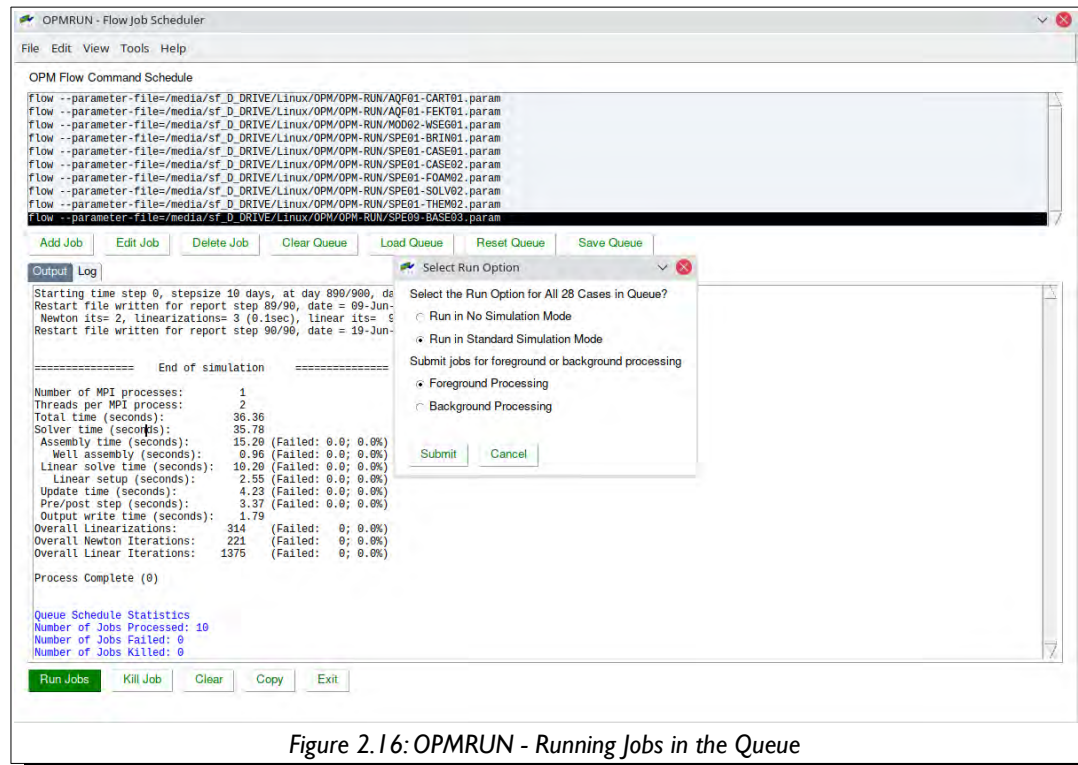 OPMRUN - Flow Job Scheduler
File Edit View Tools Help
OPM Flow Command Schedule
flow --parameter-file=/media/sf_D_DRIVE/Linux/OPM/OPM-RUN/AQF01-CART01.param
flow --parameter-file=/media/sf_D_DRIVE/Linux/OPM/OPM-RUN/AQF01-FEKT01.param
flow --parameter-file=/media/sf_D_DRIVE/Linux/OPM/OPM-RUN/MOD02-WSEG01.param
flow --parameter-file=/media/sf_D_DRIVE/Linux/OPM/OPM-RUN/SPE01-BRIN01.param
flow --parameter-file=/media/sf_D_DRIVE/Linux/OPM/OPM-RUN/SPE01-CASE01.param
flow --parameter-file=/media/sf_D_DRIVE/Linux/OPM/OPM-RUN/SPE01-CASE02.param
flow --parameter-file=/media/sf_D_DRIVE/Linux/OPM/OPM-RUN/SPE01-FOAM02.param
flow --parameter-file=/media/sf_D_DRIVE/Linux/OPM/OPM-RUN/SPE01-SOLV02.param
flow --parameter-file=/media/sf_D_DRIVE/Linux/OPM/OPM-RUN/SPE01-THEM02.param
flow --parameter-file=/media/sf_D_DRIVE/Linux/OPM/OPM-RUN/SPE09-BASE03.param
Add Job Edit Job Delete Job Clear Queue Load Queue Reset Queue Save Queue
Output Log
Starting time step 0, stepsize 10 days, at day 890/900, da
Restart file written for report step 89/90, date = 09-Jun-
Newton its= 2, linearizations= 3 (0.1sec), linear its= 9
Restart file written for report step 90/90, date = 19-Jun-
================ End of simulation ===============
Number of MPI processes: 1
Threads per MPI process: 2
Total time (seconds): 36.36
Solver time (seconds): 35.78
Assembly time (seconds): 15.20 (Failed: 0.0; 0.0%)
Well assembly (seconds): 0.96 (Failed: 0.0; 0.0%)
Linear solve time (seconds): 10.20 (Failed: 0.0; 0.0%)
Linear setup (seconds): 2.55 (Failed: 0.0; 0.0%)
Update time (seconds): 4.23 (Failed: 0.0; 0.0%)
Pre/post step (seconds): 3.37 (Failed: 0.0; 0.0%)
Output write time (seconds): 1.79
Overall Linearizations: 314 (Failed: 0; 0.0%)
Overall Newton Iterations: 221 (Failed: 0; 0.0%)
Overall Linear Iterations: 1375 (Failed: 0; 0.0%)
Process Complete (0)
Queue Schedule Statistics
Number of Jobs Processed: 10
Number of Jobs Failed: 0
Number of Jobs Killed: 0
Select Run Option
Select the Run Option for All 28 Cases in Queue?
Run in No Simulation Mode
Run in Standard Simulation Mode
Submit jobs for foreground or background processing
Foreground Processing
Background Processing
Submit Cancel
Run Jobs Kill Job Clear Copy Exit
Figure 2.16: OPMRUN - Running Jobs in the Queue